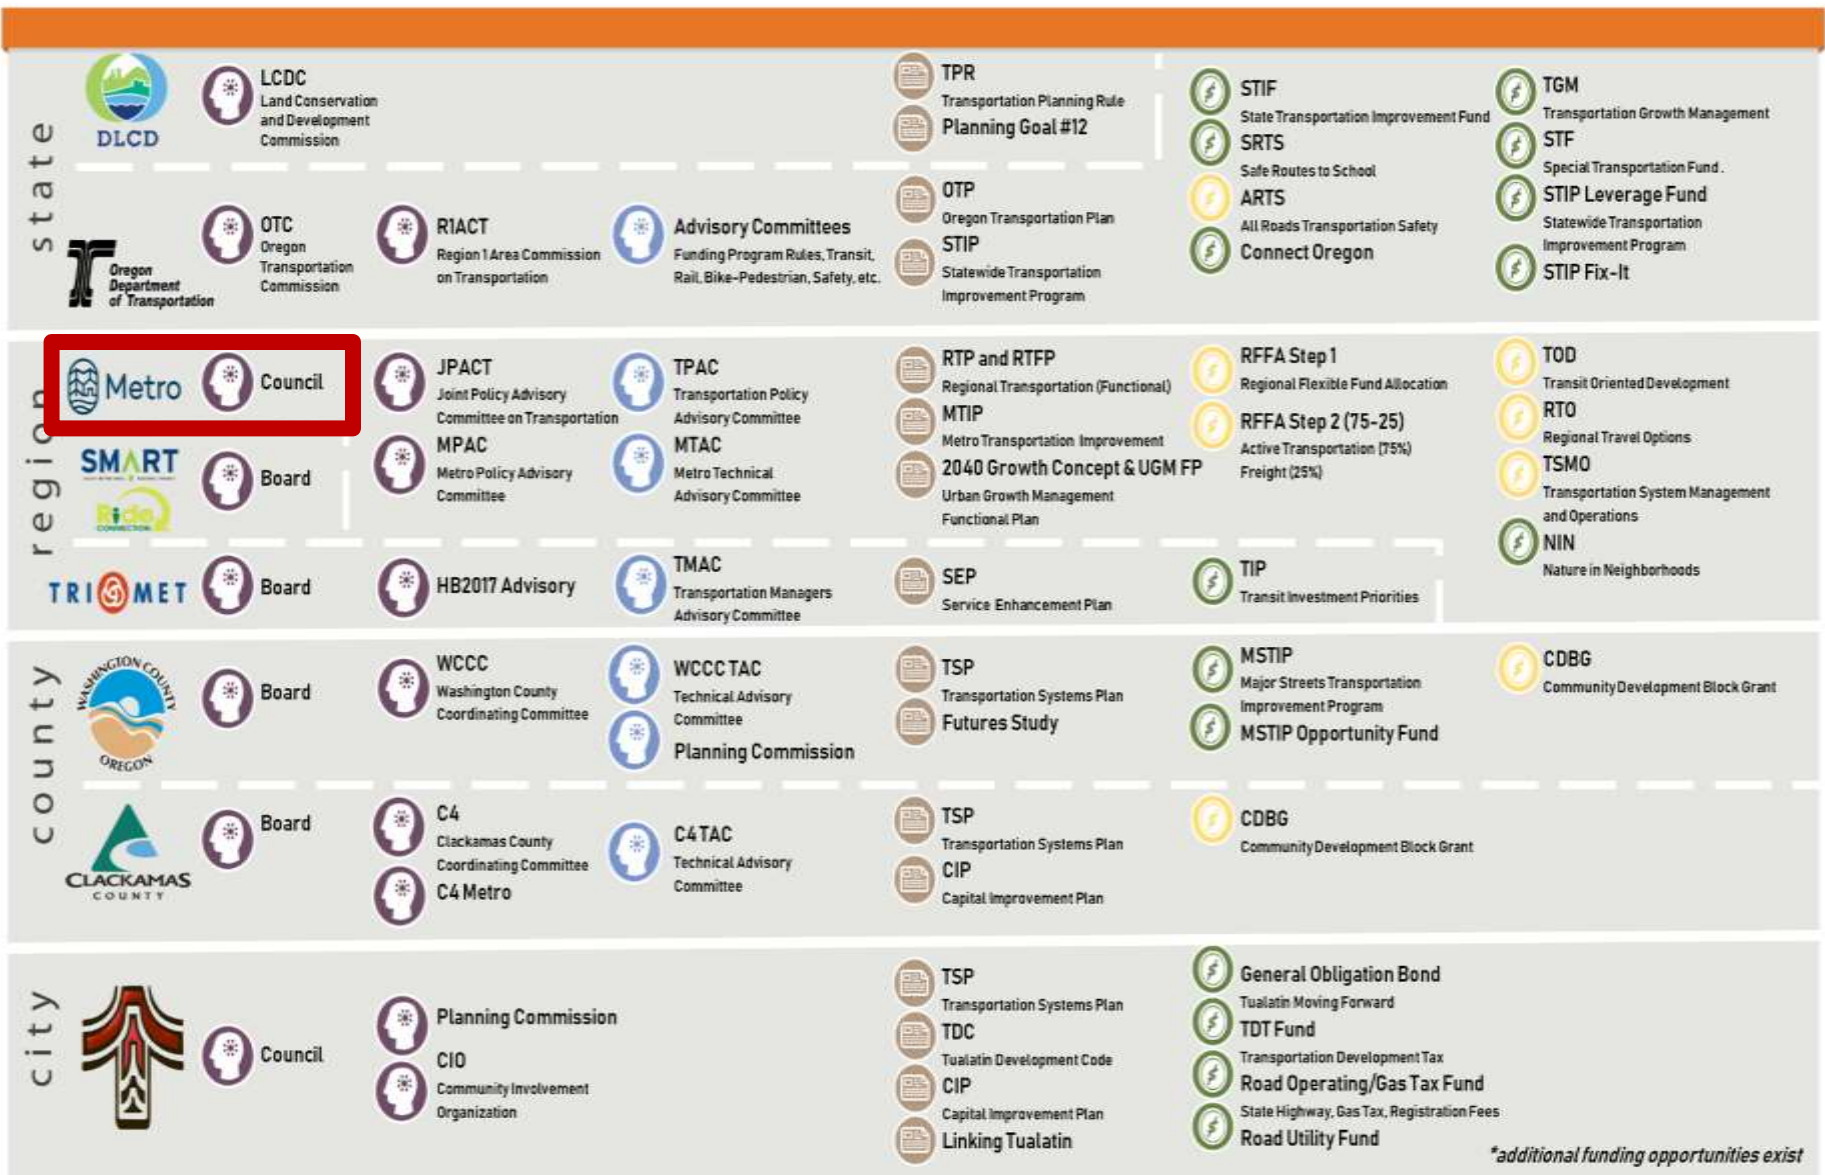 state
DLCD
LCDC
Land Conservation
and Development
Commission
TPR
Transportation Planning Rule
Planning Goal #12
STIF
State Transportation Improvement Fund
SRTS
Safe Routes to School
ARTS
All Roads Transportation Safety
Connect Oregon
TGM
Transportation Growth Management
STF
Special Transportation Fund.
STIP Leverage Fund
Statewide Transportation
Improvement Program
STIP Fix-It
Oregon
Department
of Transportation
OTC
Oregon
Transportation
Commission
R1ACT
Region 1 Area Commission
on Transportation
Advisory Committees
Funding Program Rules, Transit,
Rail, Bike-Pedestrian, Safety, etc.
OTP
Oregon Transportation Plan
STIP
Statewide Transportation
Improvement Program
region
Metro
Council
JPACT
Joint Policy Advisory
Committee on Transportation
MPAC
Metro Policy Advisory
Committee
TPAC
Transportation Policy
Advisory Committee
MTAC
Metro Technical
Advisory Committee
RTP and RTFP
Regional Transportation (Functional)
MTIP
Metro Transportation Improvement
2040 Growth Concept & UGM FP
Urban Growth Management
Functional Plan
RFFA Step 1
Regional Flexible Fund Allocation
RFFA Step 2 (75-25)
Active Transportation (75%)
Freight (25%)
TOD
Transit Oriented Development
RTO
Regional Travel Options
TSMO
Transportation System Management
and Operations
NIN
Nature in Neighborhoods
SMART
Ride
CONNECTION
Board
TRIMET
Board
HB2017 Advisory
TMAC
Transportation Managers
Advisory Committee
SEP
Service Enhancement Plan
TIP
Transit Investment Priorities
county
WASHINGTON COUNTY
OREGON
Board
WCCC
Washington County
Coordinating Committee
WCCC TAC
Technical Advisory
Committee
Planning Commission
TSP
Transportation Systems Plan
Futures Study
MSTIP
Major Streets Transportation
Improvement Program
MSTIP Opportunity Fund
CDBG
Community Development Block Grant
CLACKAMAS
COUNTY
Board
C4
Clackamas County
Coordinating Committee
C4 Metro
C4 TAC
Technical Advisory
Committee
TSP
Transportation Systems Plan
CIP
Capital Improvement Plan
CDBG
Community Development Block Grant
city
Council
Planning Commission
CIO
Community Involvement
Organization
TSP
Transportation Systems Plan
TDC
Tualatin Development Code
CIP
Capital Improvement Plan
Linking Tualatin
General Obligation Bond
Tualatin Moving Forward
TDT Fund
Transportation Development Tax
Road Operating/Gas Tax Fund
State Highway, Gas Tax, Registration Fees
Road Utility Fund
*additional funding opportunities exist